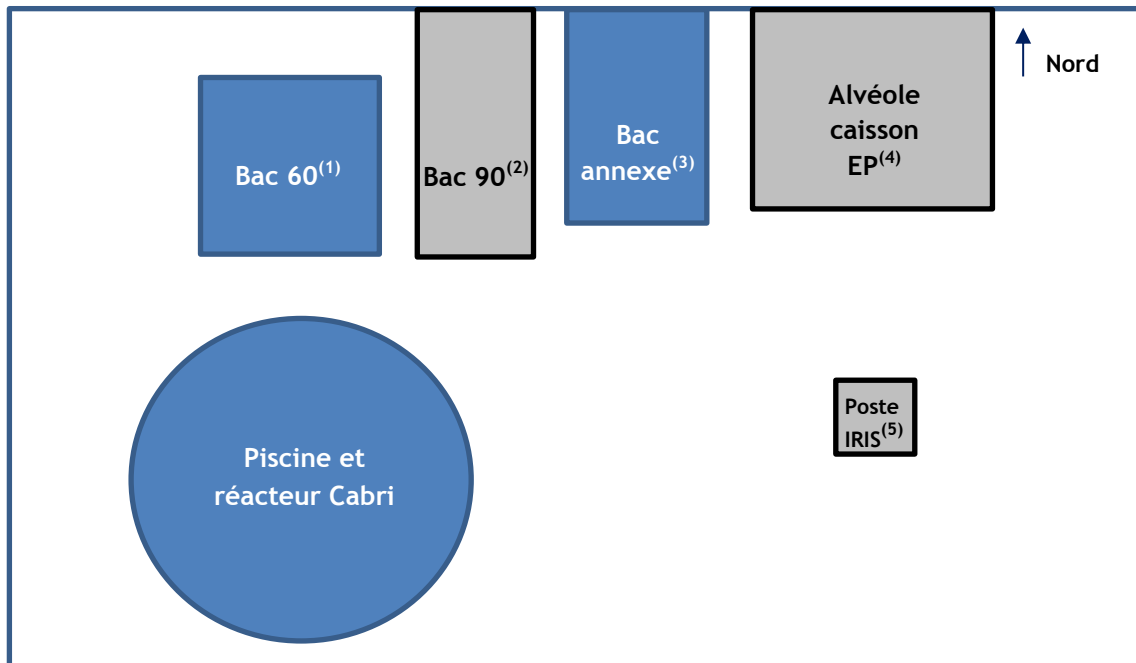 Nord
Bac 60(1)
Bac 90(2)
Bac
annexe(3)
Alvéole
caisson
EP(4)
Poste
IRIS(5)
Piscine et
réacteur Cabri